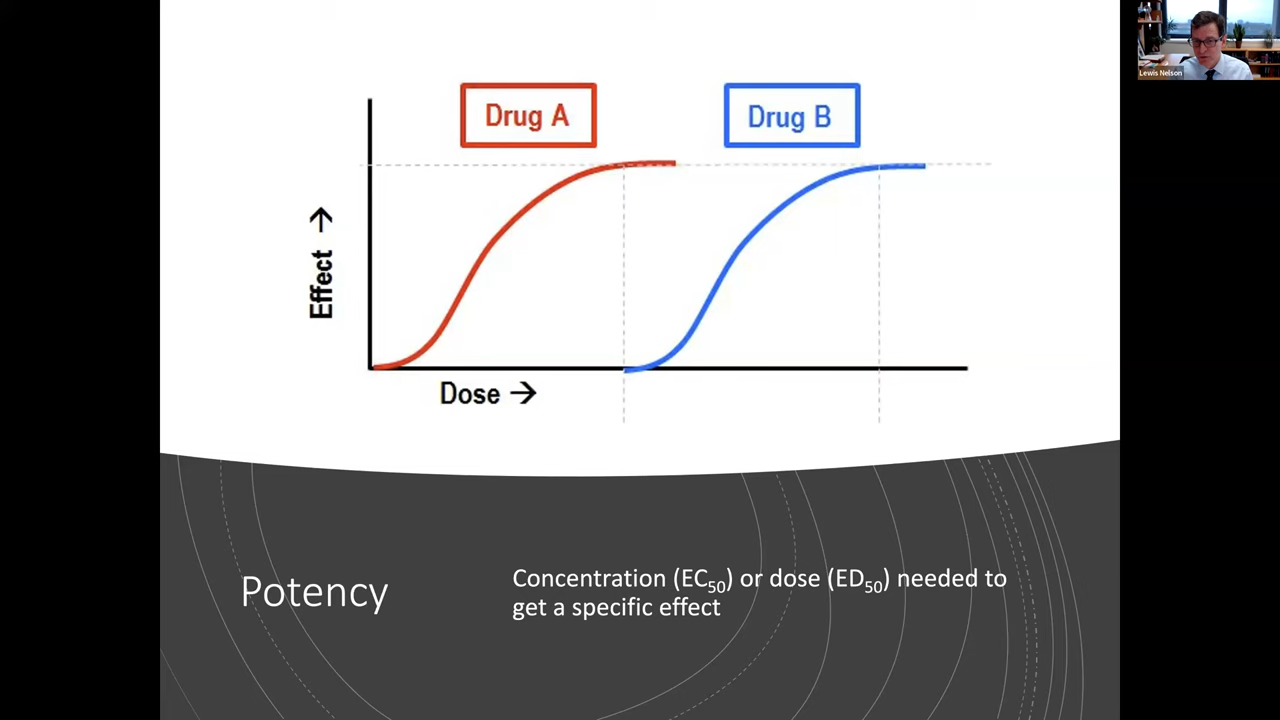 Lewis Nelson
Drug A
Drug B
Effect →
Dose →
Potency
Concentration (EC50) or dose (ED50) needed to
get a specific effect